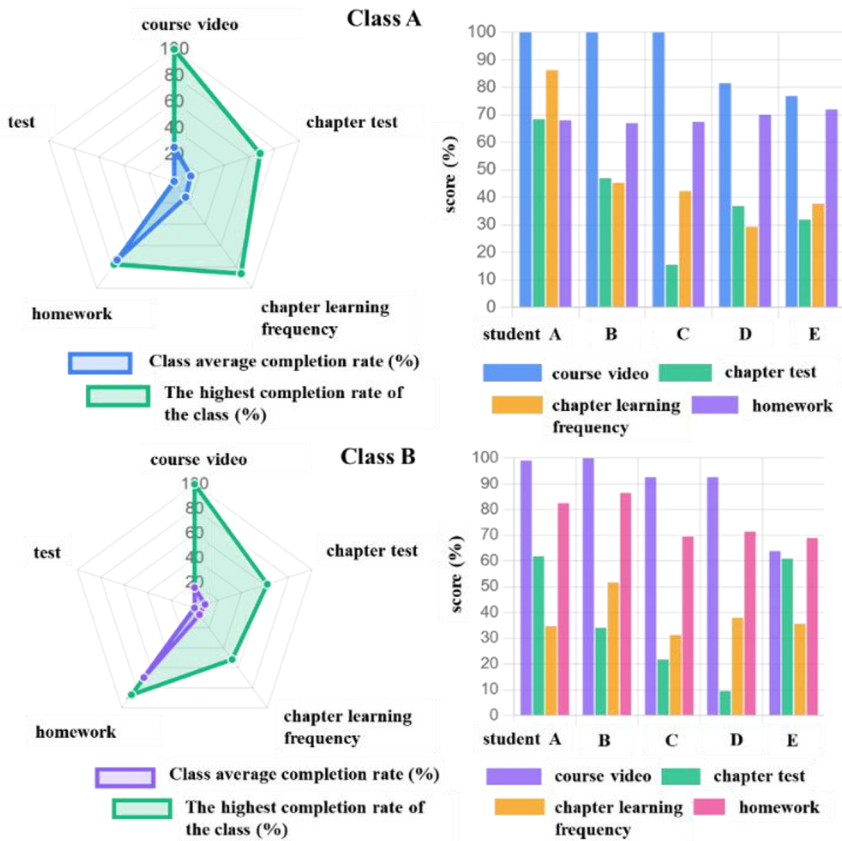 Class A
course video
100
80
60
40
20
test
chapter test
homework
chapter learning
frequency
Class average completion rate (%)
The highest completion rate of
the class (%)
score (%)
100
90
80
70
60
50
40
30
20
10
0
student A B C D E
course video chapter test
chapter learning
frequency
homework
Class B
course video
100
80
60
40
20
test
chapter test
homework
chapter learning
frequency
Class average completion rate (%)
The highest completion rate of
the class (%)
score (%)
100
90
80
70
60
50
40
30
20
10
0
student A B C D E
course video chapter test
chapter learning
frequency
homework